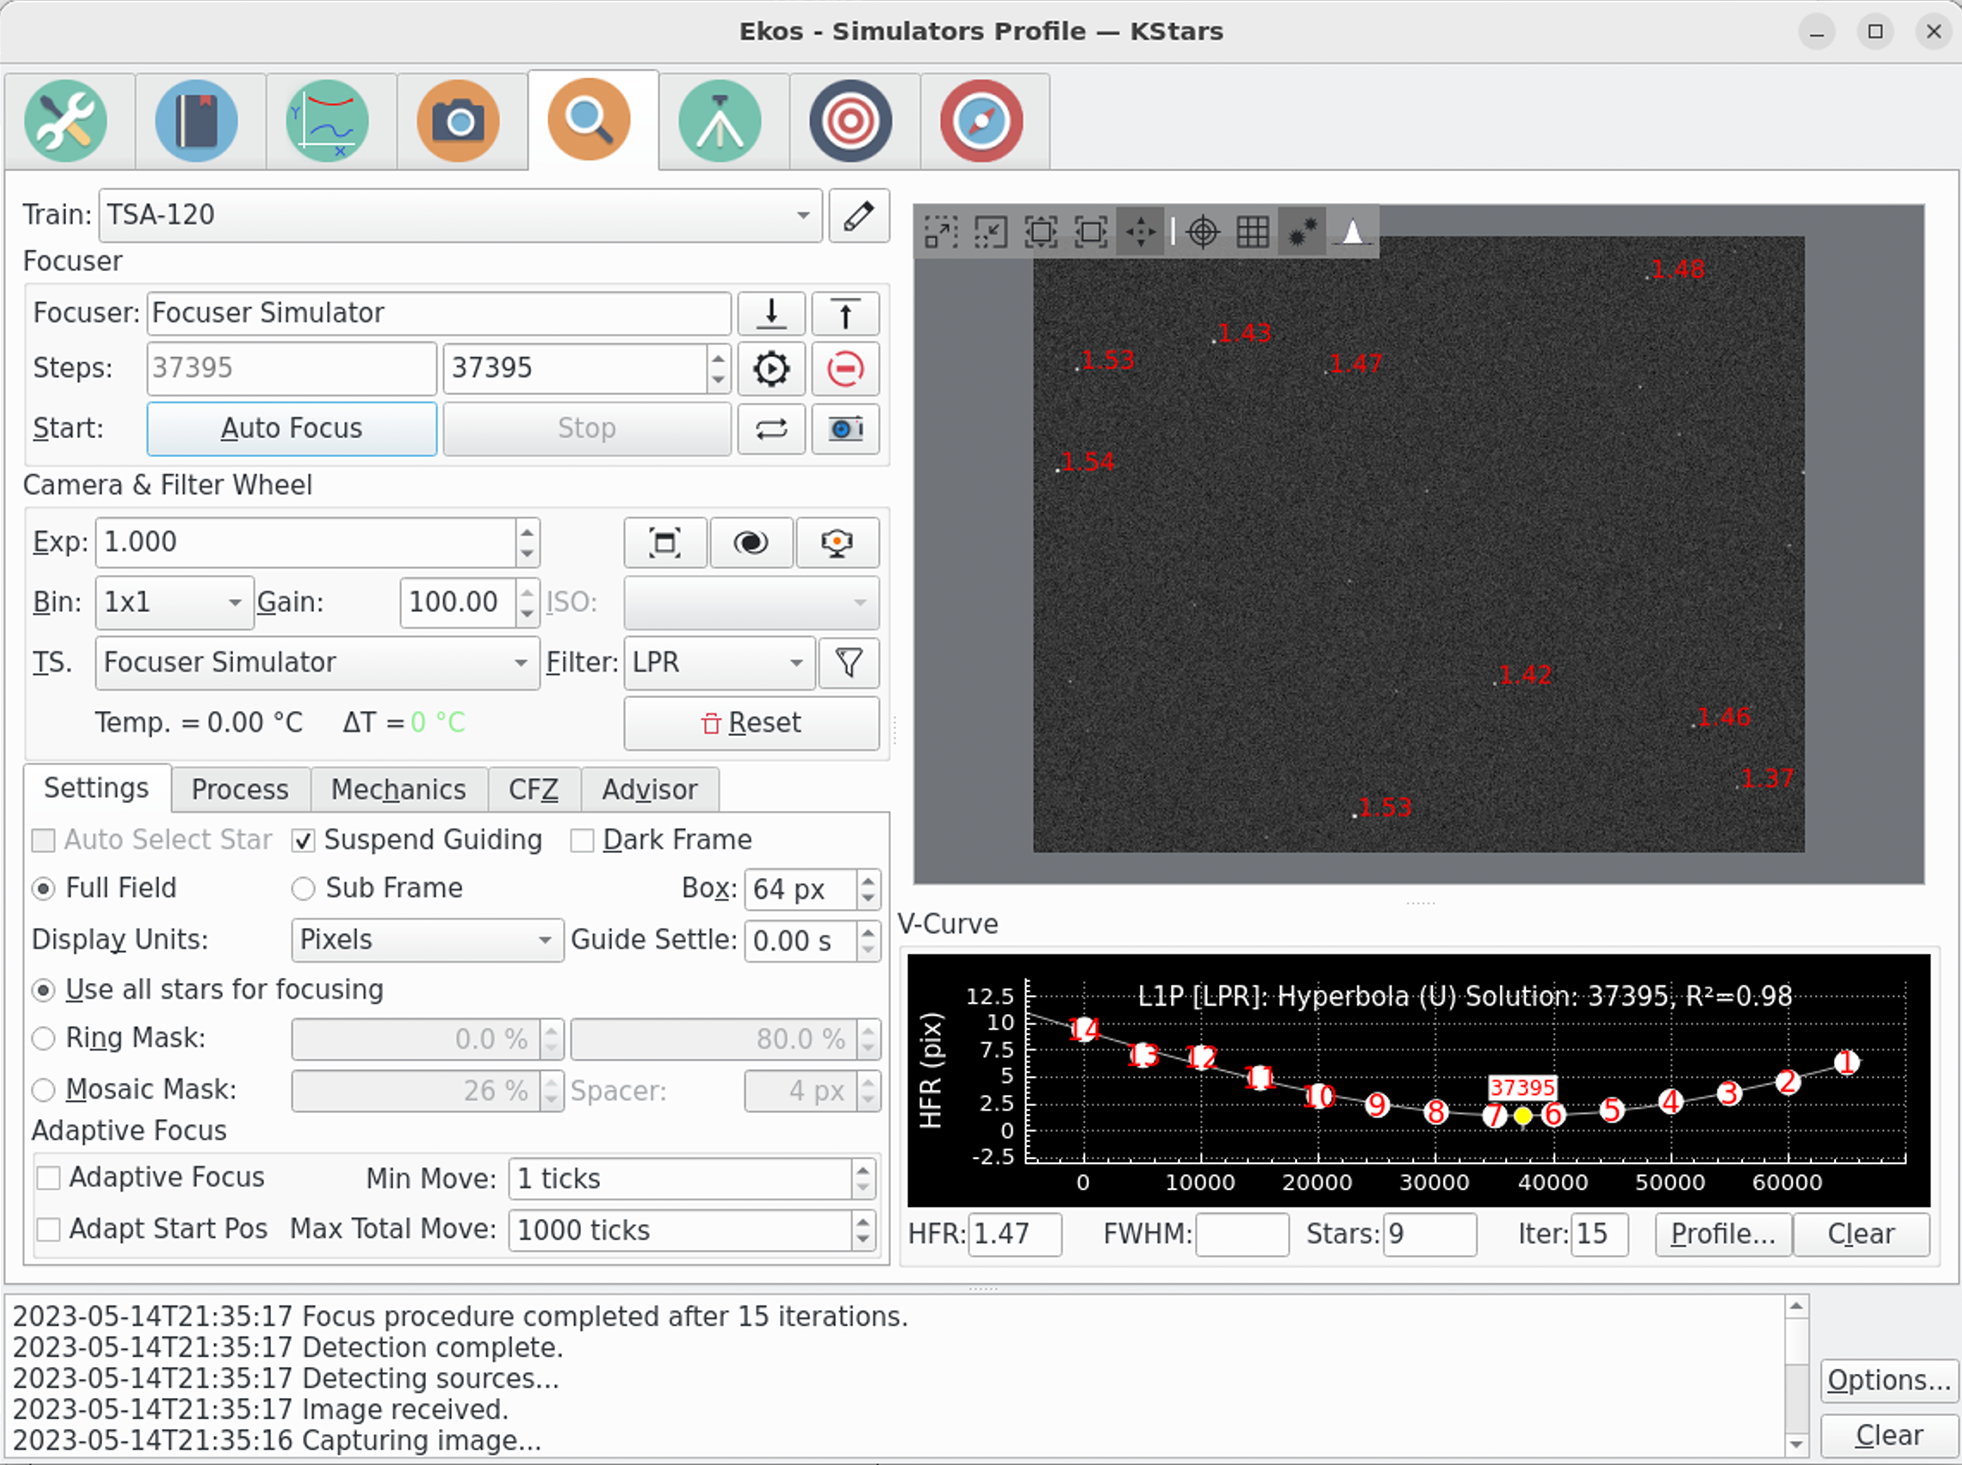 Ekos - Simulators Profile — KStars
Train: TSA-120
Focuser
Focuser: Focuser Simulator
Steps: 37395 37395
Start: Auto Focus Stop
Camera & Filter Wheel
Exp: 1.000
Bin: 1x1 Gain: 100.00 ISO:
TS. Focuser Simulator Filter: LPR
Temp. = 0.00 °C ΔT = 0 °C Reset
Settings Process Mechanics CFZ Advisor
Auto Select Star Suspend Guiding Dark Frame
Full Field Sub Frame Box: 64 px
Display Units: Pixels Guide Settle: 0.00 s
Use all stars for focusing
Ring Mask: 0.0 % 80.0 %
Mosaic Mask: 26 % Spacer: 4 px
Adaptive Focus
Adaptive Focus Min Move: 1 ticks
Adapt Start Pos Max Total Move: 1000 ticks
1.48
1.43
1.53
1.47
1.54
1.42
1.46
1.37
1.53
V-Curve
L1P [LPR]: Hyperbola (U) Solution: 37395, R²=0.98
HFR (pix)
12.5
10
7.5
5
2.5
0
-2.5
14 13 12 11 10 9 8 7 37395 6 5 4 3 2 1
0 10000 20000 30000 40000 50000 60000
HFR: 1.47 FWHM: Stars: 9 Iter: 15 Profile... Clear
2023-05-14T21:35:17 Focus procedure completed after 15 iterations.
2023-05-14T21:35:17 Detection complete.
2023-05-14T21:35:17 Detecting sources...
2023-05-14T21:35:17 Image received.
2023-05-14T21:35:16 Capturing image...
Options...
Clear